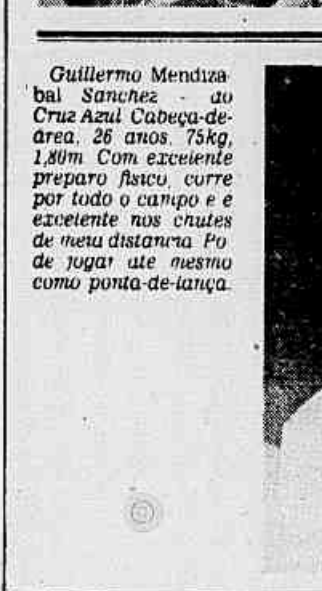 Guillermo Mendiza
bal Sanchez - do
Cruz Azul Cabeça-de-
área, 26 anos, 75kg,
1,80m Com excelente
preparo físico, corre
por todo o campo e é
excelente nos chutes
de meia distancia Po
de jogar até mesmo
como ponta-de-lança.